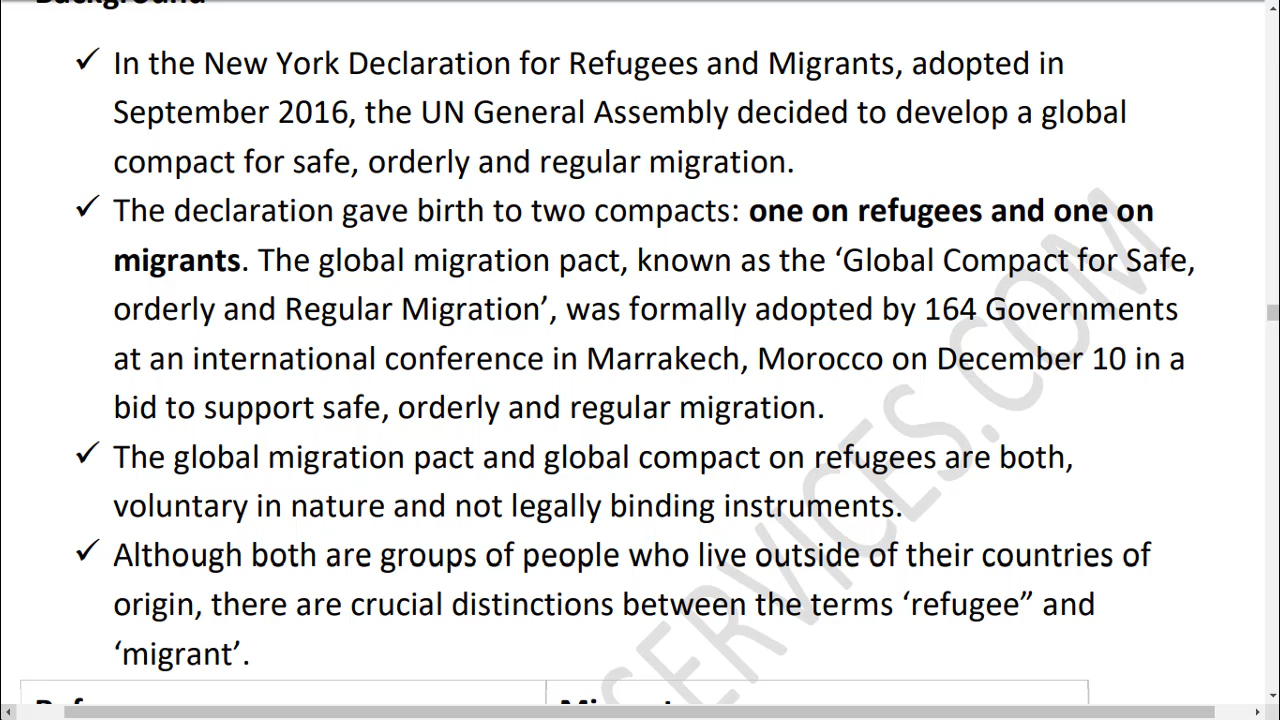 Background
✓ In the New York Declaration for Refugees and Migrants, adopted in
September 2016, the UN General Assembly decided to develop a global
compact for safe, orderly and regular migration.
✓ The declaration gave birth to two compacts: one on refugees and one on
migrants. The global migration pact, known as the ‘Global Compact for Safe,
orderly and Regular Migration’, was formally adopted by 164 Governments
at an international conference in Marrakech, Morocco on December 10 in a
bid to support safe, orderly and regular migration.
✓ The global migration pact and global compact on refugees are both,
voluntary in nature and not legally binding instruments.
✓ Although both are groups of people who live outside of their countries of
origin, there are crucial distinctions between the terms ‘refugee” and
‘migrant’.
SERVICES.COM